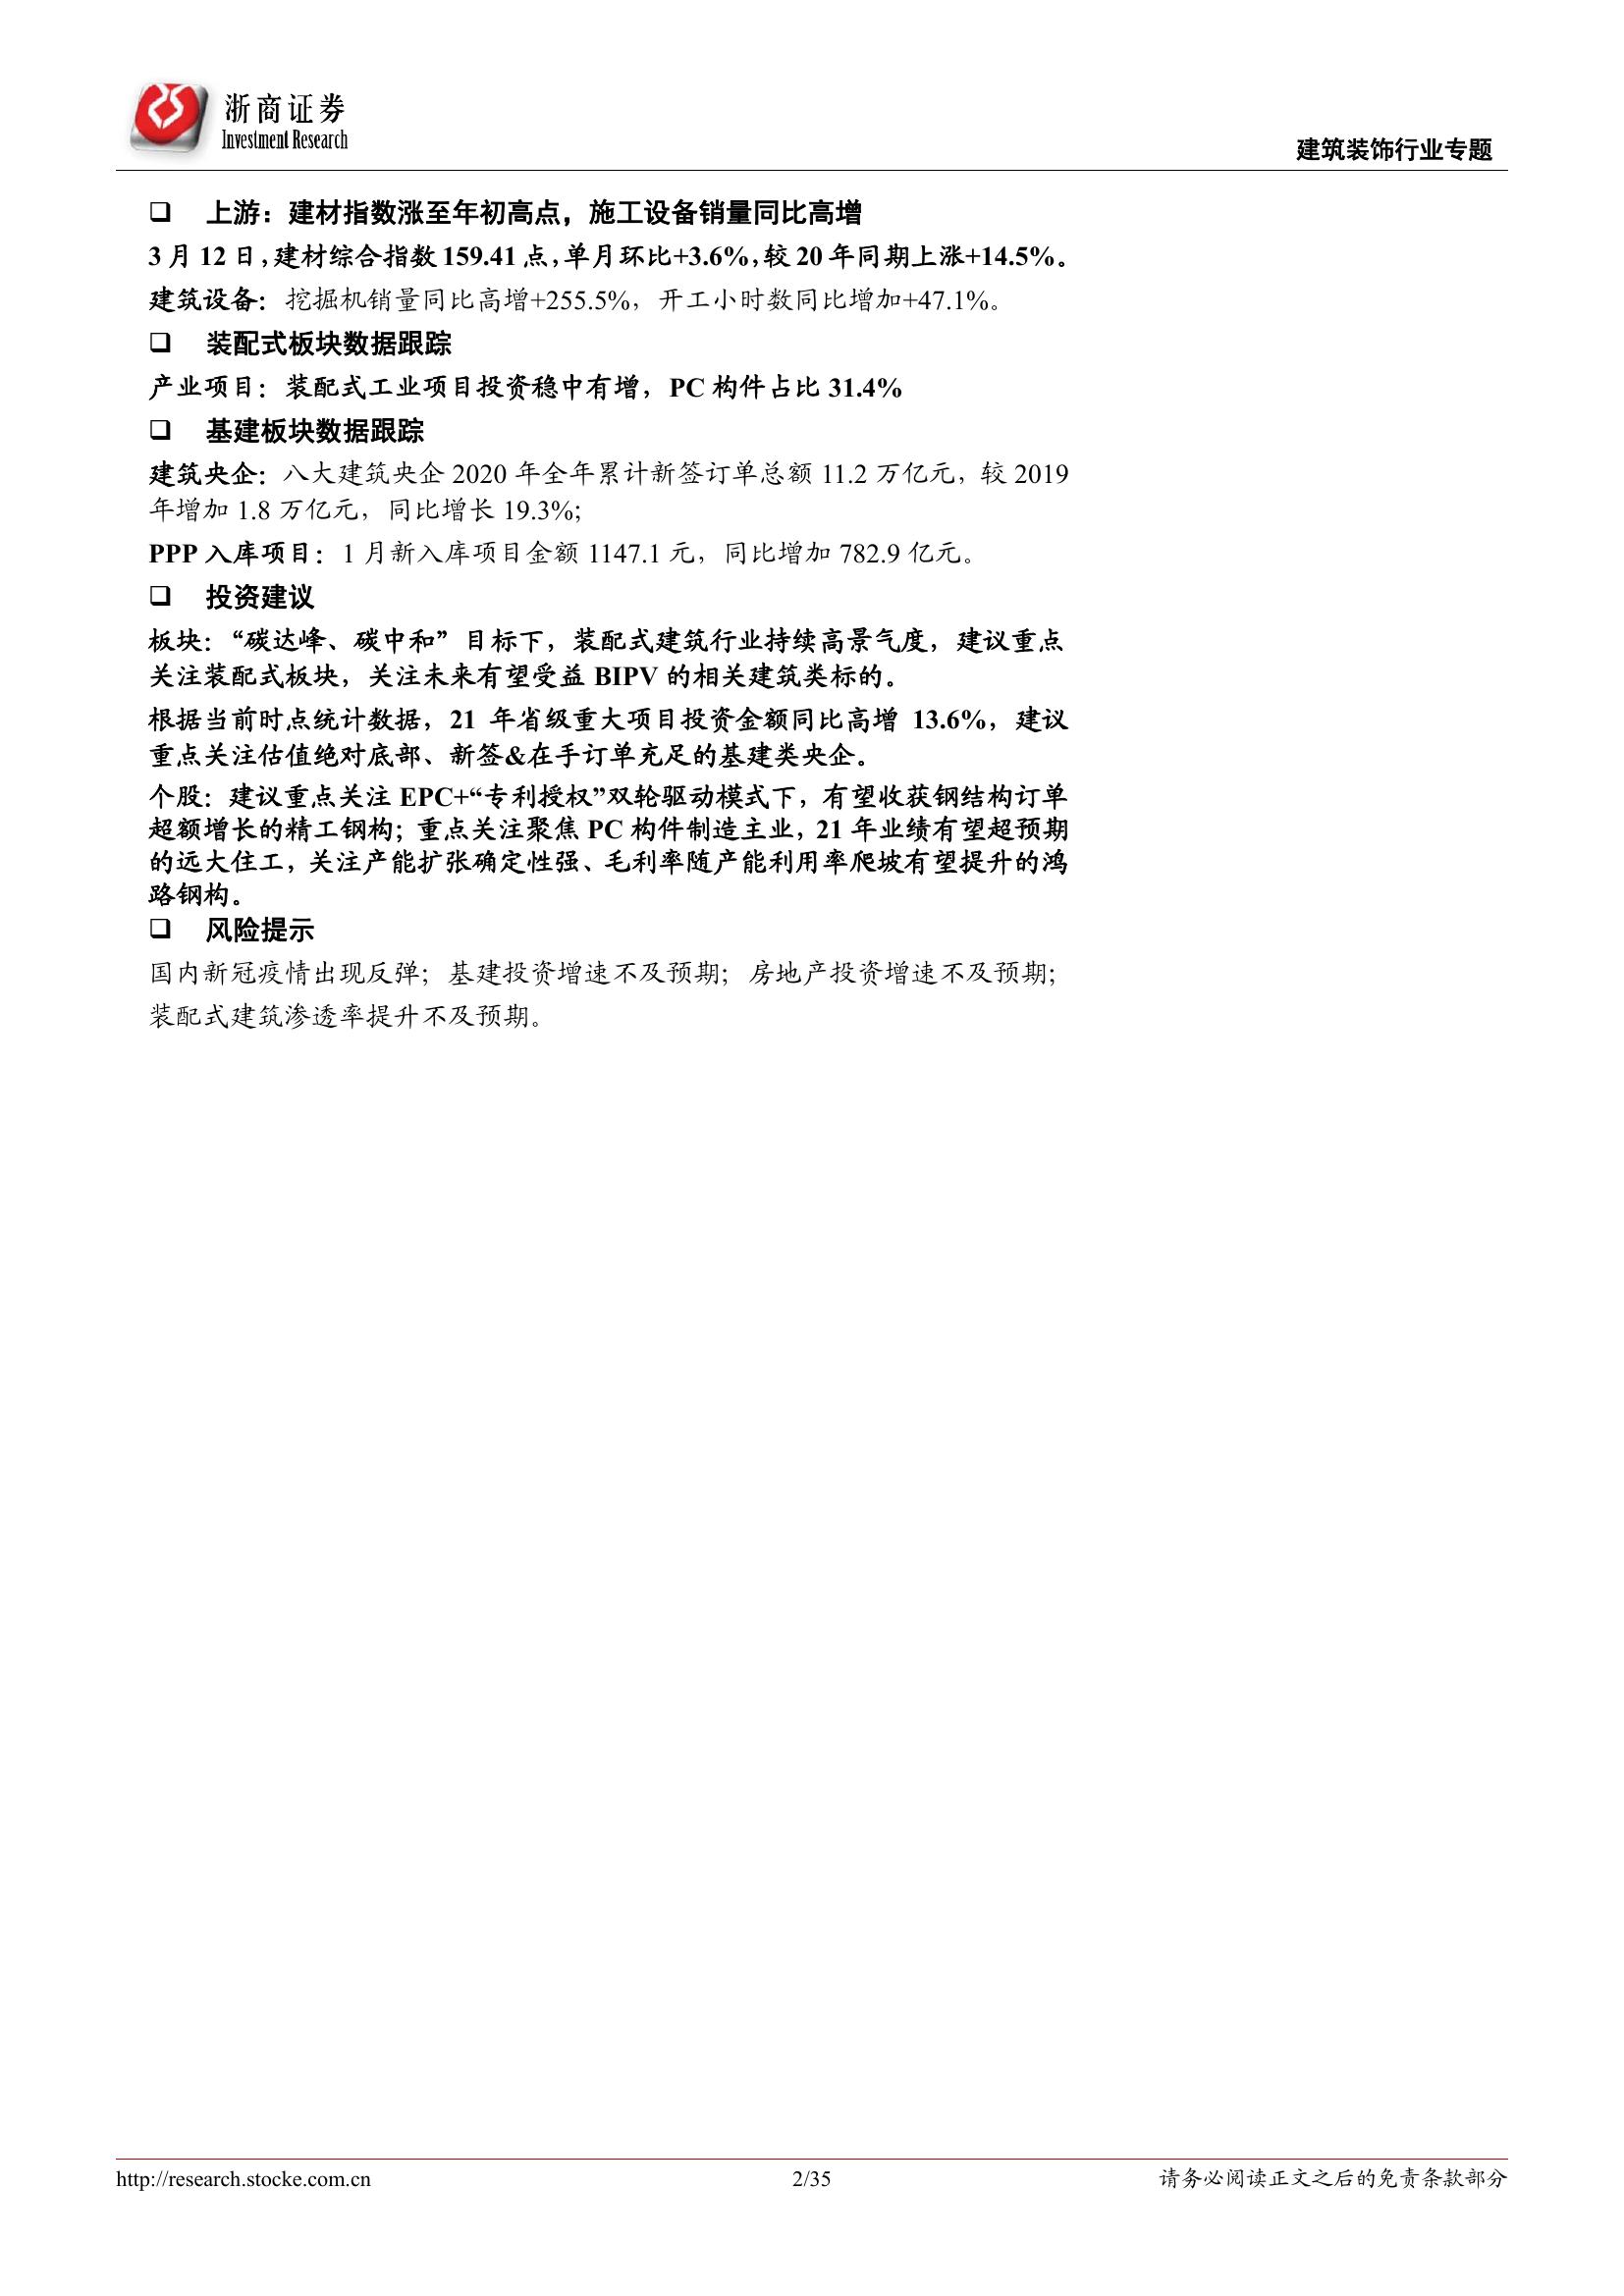 浙商证券
Investment Research
建筑装饰行业专题
❑ 上游：建材指数涨至年初高点，施工设备销量同比高增
3 月 12 日，建材综合指数 159.41 点，单月环比+3.6%，较 20 年同期上涨+14.5%。
建筑设备：挖掘机销量同比高增+255.5%，开工小时数同比增加+47.1%。
❑ 装配式板块数据跟踪
产业项目：装配式工业项目投资稳中有增，PC 构件占比 31.4%
❑ 基建板块数据跟踪
建筑央企：八大建筑央企 2020 年全年累计新签订单总额 11.2 万亿元，较 2019
年增加 1.8 万亿元，同比增长 19.3%;
PPP 入库项目：1 月新入库项目金额 1147.1 元，同比增加 782.9 亿元。
❑ 投资建议
板块：“碳达峰、碳中和”目标下，装配式建筑行业持续高景气度，建议重点
关注装配式板块，关注未来有望受益 BIPV 的相关建筑类标的。
根据当前时点统计数据，21 年省级重大项目投资金额同比高增 13.6%，建议
重点关注估值绝对底部、新签&在手订单充足的基建类央企。
个股：建议重点关注 EPC+“专利授权”双轮驱动模式下，有望收获钢结构订单
超额增长的精工钢构；重点关注聚焦 PC 构件制造主业，21 年业绩有望超预期
的远大住工，关注产能扩张确定性强、毛利率随产能利用率爬坡有望提升的鸿
路钢构。
❑ 风险提示
国内新冠疫情出现反弹；基建投资增速不及预期；房地产投资增速不及预期；
装配式建筑渗透率提升不及预期。
http://research.stocke.com.cn
2/35
请务必阅读正文之后的免责条款部分